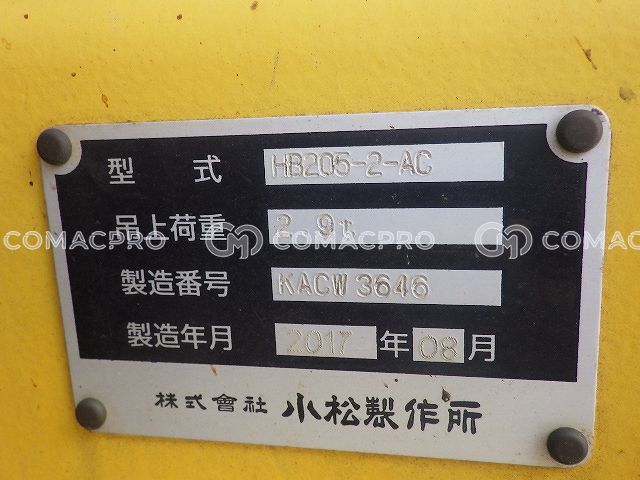 型 式 HB205-2-AC
吊上荷重 2.9t
製造番号 KACW 3646
製造年月 2017 年 08 月
株式會社 小松製作所
COMACPRO COMACPRO COMAC